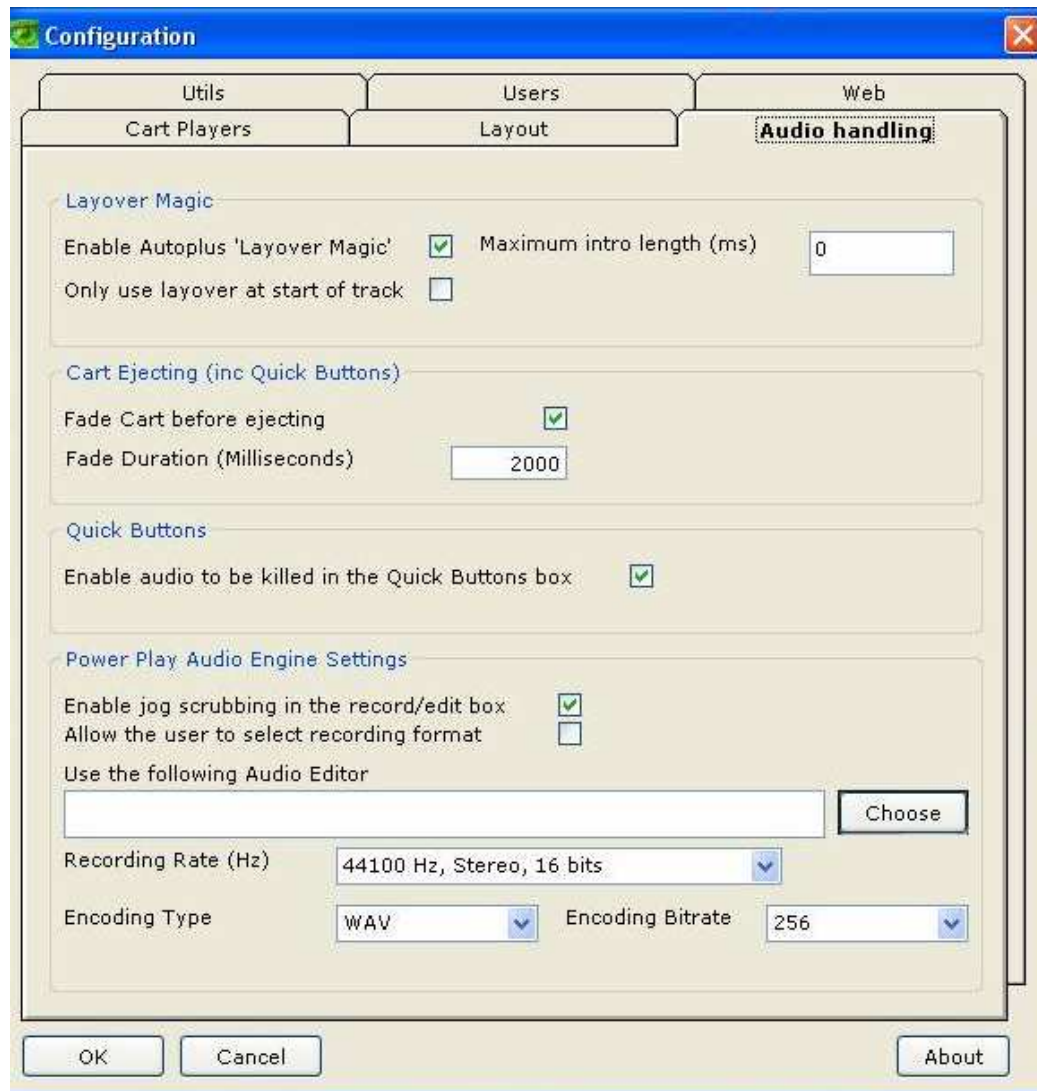 Configuration
Utils Users Web
Cart Players Layout Audio handling
Layover Magic
Enable Autoplus 'Layover Magic' Maximum intro length (ms) 0
Only use layover at start of track
Cart Ejecting (inc Quick Buttons)
Fade Cart before ejecting
Fade Duration (Milliseconds) 2000
Quick Buttons
Enable audio to be killed in the Quick Buttons box
Power Play Audio Engine Settings
Enable jog scrubbing in the record/edit box
Allow the user to select recording format
Use the following Audio Editor
Choose
Recording Rate (Hz) 44100 Hz, Stereo, 16 bits
Encoding Type WAV Encoding Bitrate 256
OK Cancel About